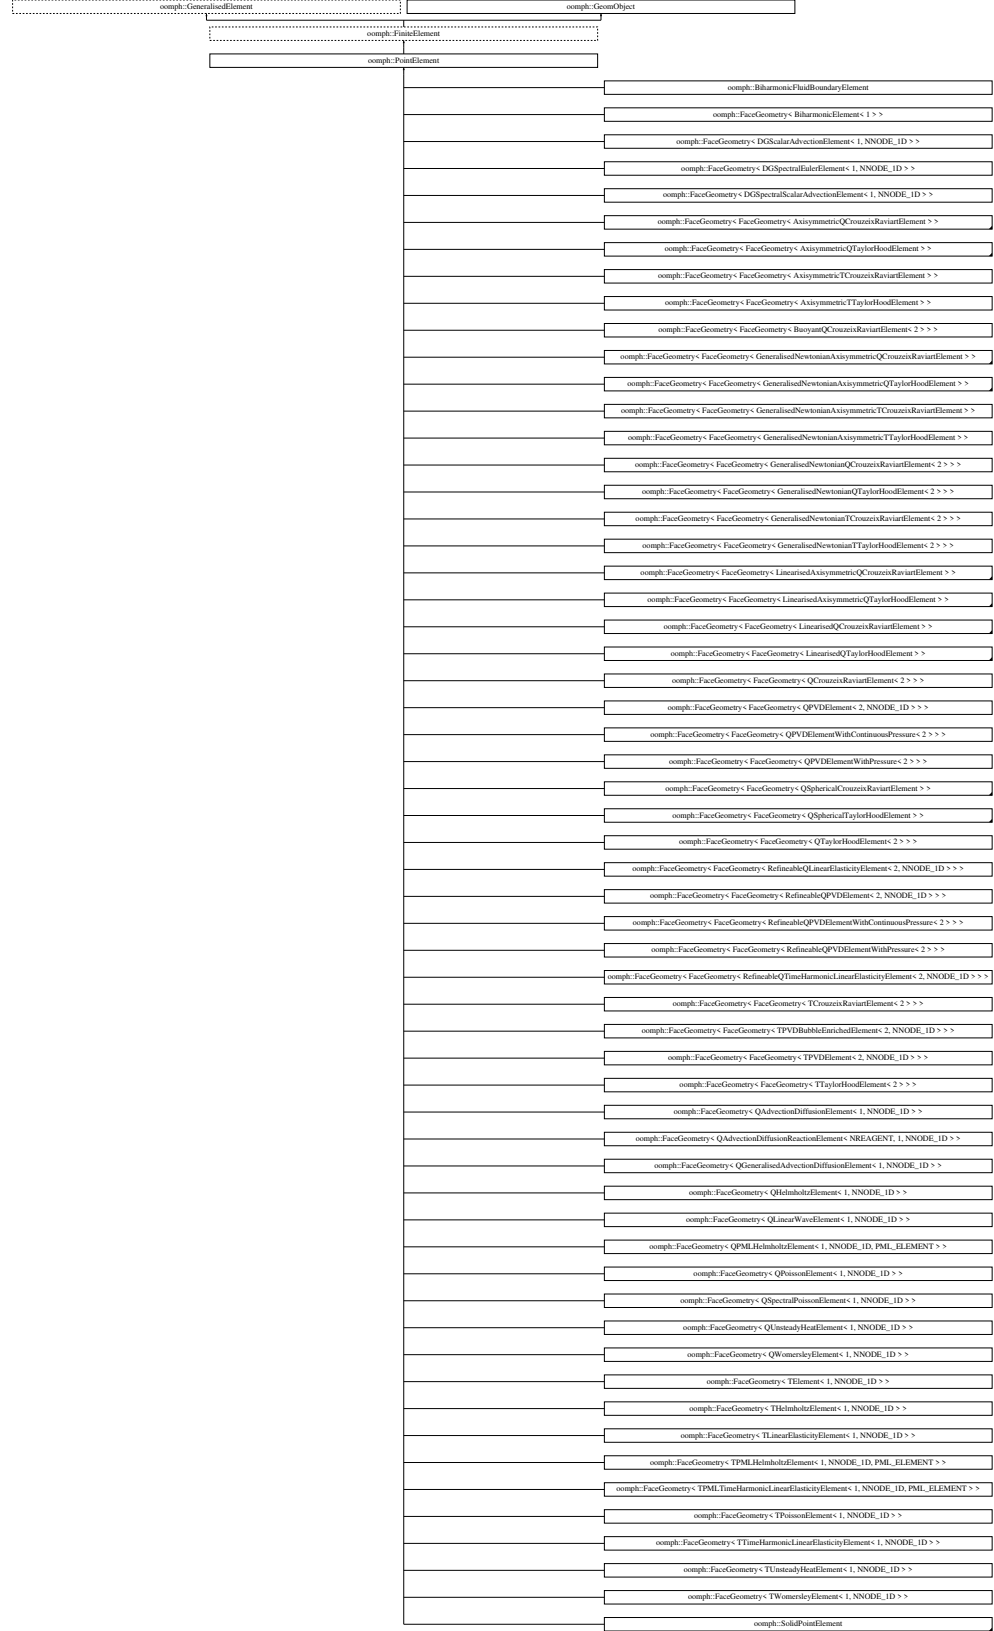 oomph::GeneralisedElement
oomph::GeomObject
oomph::FiniteElement
oomph::PointElement
oomph::BiharmonicFluidBoundaryElement
oomph::FaceGeometry< BiharmonicElement< 1 > >
oomph::FaceGeometry< DGScalarAdvectionElement< 1, NNODE_1D > >
oomph::FaceGeometry< DGSpectralEulerElement< 1, NNODE_1D > >
oomph::FaceGeometry< DGSpectralScalarAdvectionElement< 1, NNODE_1D > >
oomph::FaceGeometry< FaceGeometry< AxisymmetricQCrouzeixRaviartElement > >
oomph::FaceGeometry< FaceGeometry< AxisymmetricQTaylorHoodElement > >
oomph::FaceGeometry< FaceGeometry< AxisymmetricTCrouzeixRaviartElement > >
oomph::FaceGeometry< FaceGeometry< AxisymmetricTTaylorHoodElement > >
oomph::FaceGeometry< FaceGeometry< BuoyantQCrouzeixRaviartElement< 2 > > >
oomph::FaceGeometry< FaceGeometry< GeneralisedNewtonianAxisymmetricQCrouzeixRaviartElement > >
oomph::FaceGeometry< FaceGeometry< GeneralisedNewtonianAxisymmetricQTaylorHoodElement > >
oomph::FaceGeometry< FaceGeometry< GeneralisedNewtonianAxisymmetricTCrouzeixRaviartElement > >
oomph::FaceGeometry< FaceGeometry< GeneralisedNewtonianAxisymmetricTTaylorHoodElement > >
oomph::FaceGeometry< FaceGeometry< GeneralisedNewtonianQCrouzeixRaviartElement< 2 > > >
oomph::FaceGeometry< FaceGeometry< GeneralisedNewtonianQTaylorHoodElement< 2 > > >
oomph::FaceGeometry< FaceGeometry< GeneralisedNewtonianTCrouzeixRaviartElement< 2 > > >
oomph::FaceGeometry< FaceGeometry< GeneralisedNewtonianTTaylorHoodElement< 2 > > >
oomph::FaceGeometry< FaceGeometry< LinearisedAxisymmetricQCrouzeixRaviartElement > >
oomph::FaceGeometry< FaceGeometry< LinearisedAxisymmetricQTaylorHoodElement > >
oomph::FaceGeometry< FaceGeometry< LinearisedQCrouzeixRaviartElement > >
oomph::FaceGeometry< FaceGeometry< LinearisedQTaylorHoodElement > >
oomph::FaceGeometry< FaceGeometry< QCrouzeixRaviartElement< 2 > > >
oomph::FaceGeometry< FaceGeometry< QPVDElement< 2, NNODE_1D > > >
oomph::FaceGeometry< FaceGeometry< QPVDElementWithContinuousPressure< 2 > > >
oomph::FaceGeometry< FaceGeometry< QPVDElementWithPressure< 2 > > >
oomph::FaceGeometry< FaceGeometry< QSphericalCrouzeixRaviartElement > >
oomph::FaceGeometry< FaceGeometry< QSphericalTaylorHoodElement > >
oomph::FaceGeometry< FaceGeometry< QTaylorHoodElement< 2 > > >
oomph::FaceGeometry< FaceGeometry< RefineableQLinearElasticityElement< 2, NNODE_1D > > >
oomph::FaceGeometry< FaceGeometry< RefineableQPVDElement< 2, NNODE_1D > > >
oomph::FaceGeometry< FaceGeometry< RefineableQPVDElementWithContinuousPressure< 2 > > >
oomph::FaceGeometry< FaceGeometry< RefineableQPVDElementWithPressure< 2 > > >
oomph::FaceGeometry< FaceGeometry< RefineableQTimeHarmonicLinearElasticityElement< 2, NNODE_1D > > >
oomph::FaceGeometry< FaceGeometry< TCrouzeixRaviartElement< 2 > > >
oomph::FaceGeometry< FaceGeometry< TPVDBubbleEnrichedElement< 2, NNODE_1D > > >
oomph::FaceGeometry< FaceGeometry< TPVDElement< 2, NNODE_1D > > >
oomph::FaceGeometry< FaceGeometry< TTaylorHoodElement< 2 > > >
oomph::FaceGeometry< QAdvectionDiffusionElement< 1, NNODE_1D > >
oomph::FaceGeometry< QAdvectionDiffusionReactionElement< NREAGENT, 1, NNODE_1D > >
oomph::FaceGeometry< QGeneralisedAdvectionDiffusionElement< 1, NNODE_1D > >
oomph::FaceGeometry< QHelmholtzElement< 1, NNODE_1D > >
oomph::FaceGeometry< QLinearWaveElement< 1, NNODE_1D > >
oomph::FaceGeometry< QPMLHelmholtzElement< 1, NNODE_1D, PML_ELEMENT > >
oomph::FaceGeometry< QPoissonElement< 1, NNODE_1D > >
oomph::FaceGeometry< QSpectralPoissonElement< 1, NNODE_1D > >
oomph::FaceGeometry< QUnsteadyHeatElement< 1, NNODE_1D > >
oomph::FaceGeometry< QWomersleyElement< 1, NNODE_1D > >
oomph::FaceGeometry< TElement< 1, NNODE_1D > >
oomph::FaceGeometry< THelmholtzElement< 1, NNODE_1D > >
oomph::FaceGeometry< TLinearElasticityElement< 1, NNODE_1D > >
oomph::FaceGeometry< TPMLHelmholtzElement< 1, NNODE_1D, PML_ELEMENT > >
oomph::FaceGeometry< TPMLTimeHarmonicLinearElasticityElement< 1, NNODE_1D, PML_ELEMENT > >
oomph::FaceGeometry< TPoissonElement< 1, NNODE_1D > >
oomph::FaceGeometry< TTimeHarmonicLinearElasticityElement< 1, NNODE_1D > >
oomph::FaceGeometry< TUnsteadyHeatElement< 1, NNODE_1D > >
oomph::FaceGeometry< TWomersleyElement< 1, NNODE_1D > >
oomph::SolidPointElement